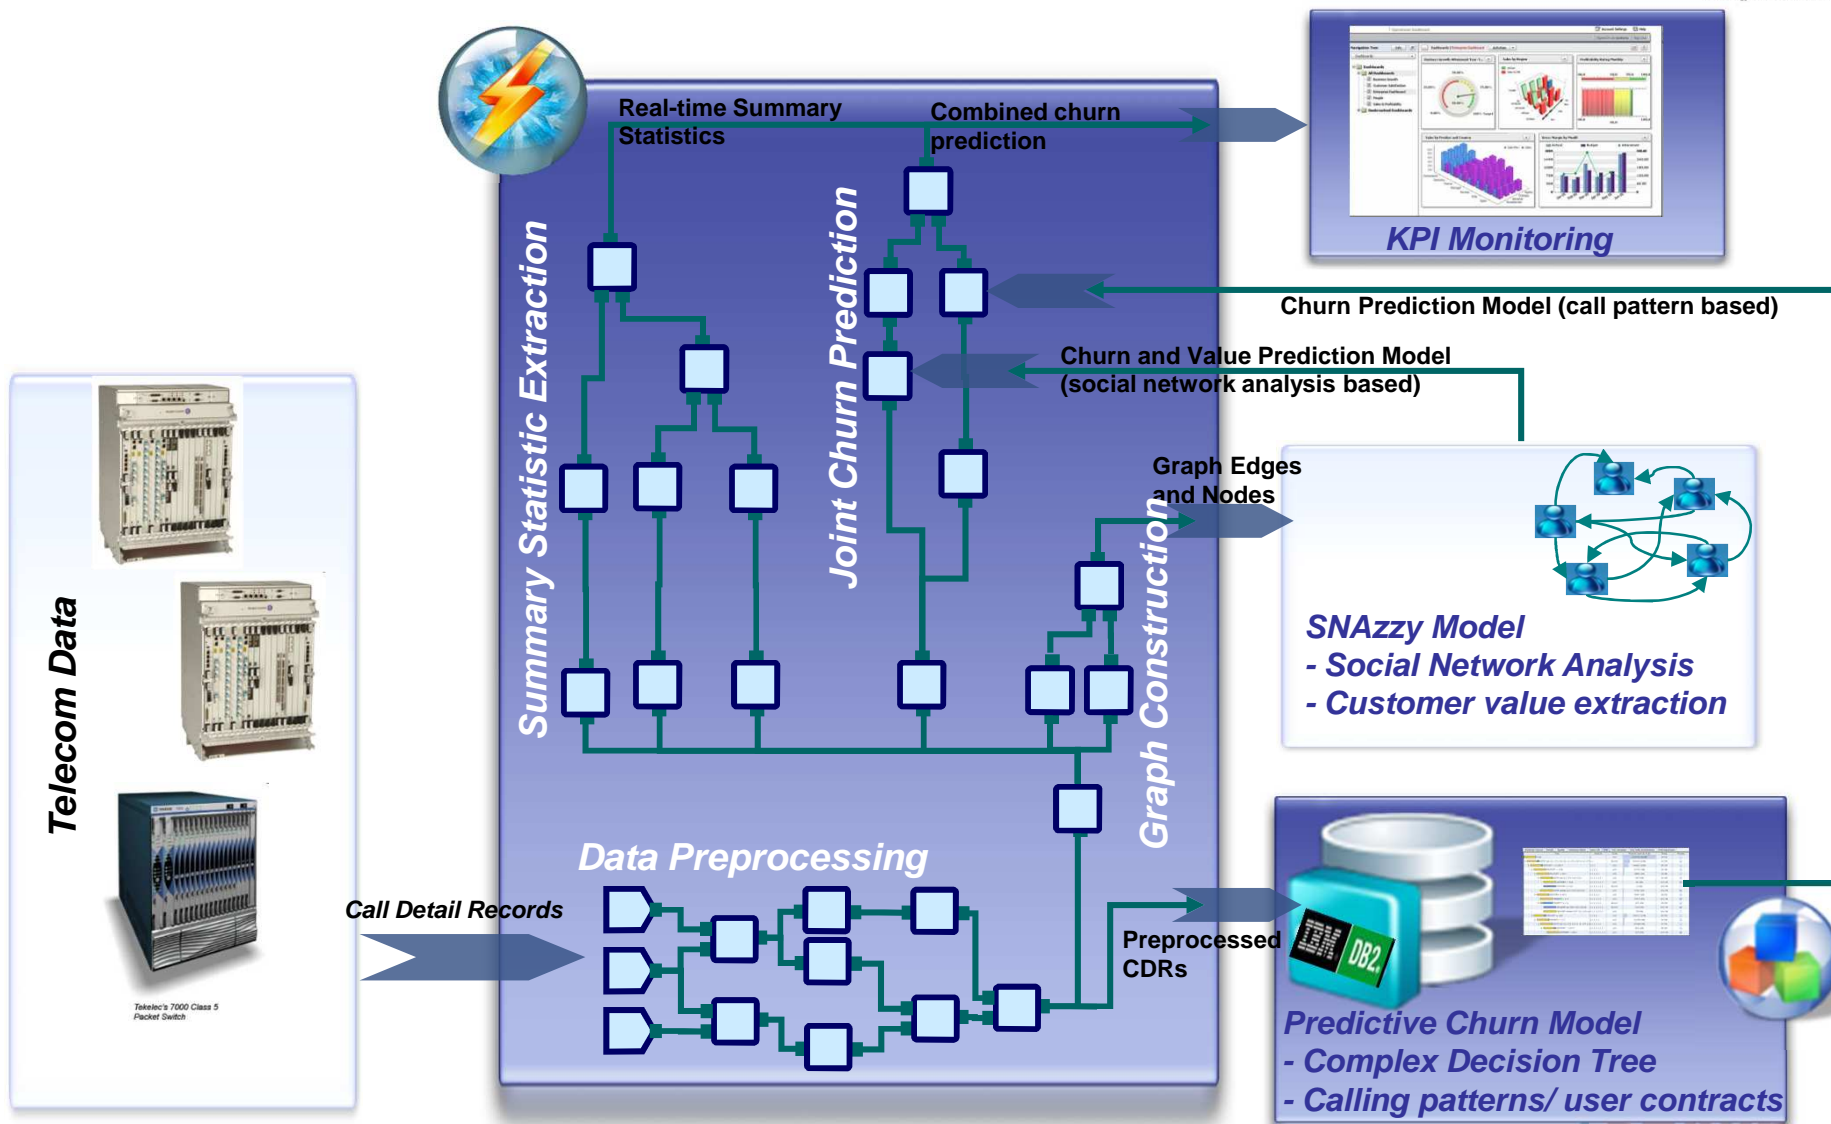 Real-time Summary
Statistics
Combined churn
prediction
KPI Monitoring
Churn Prediction Model (call pattern based)
Churn and Value Prediction Model
(social network analysis based)
Summary Statistic Extraction
Joint Churn Prediction
Graph Construction
Graph Edges
and Nodes
SNAzzy Model
- Social Network Analysis
- Customer value extraction
Telecom Data
Tekelec's 7000 Class 5
Packet Switch
Call Detail Records
Data Preprocessing
Preprocessed
CDRs
IBM
DB2
Predictive Churn Model
- Complex Decision Tree
- Calling patterns/ user contracts